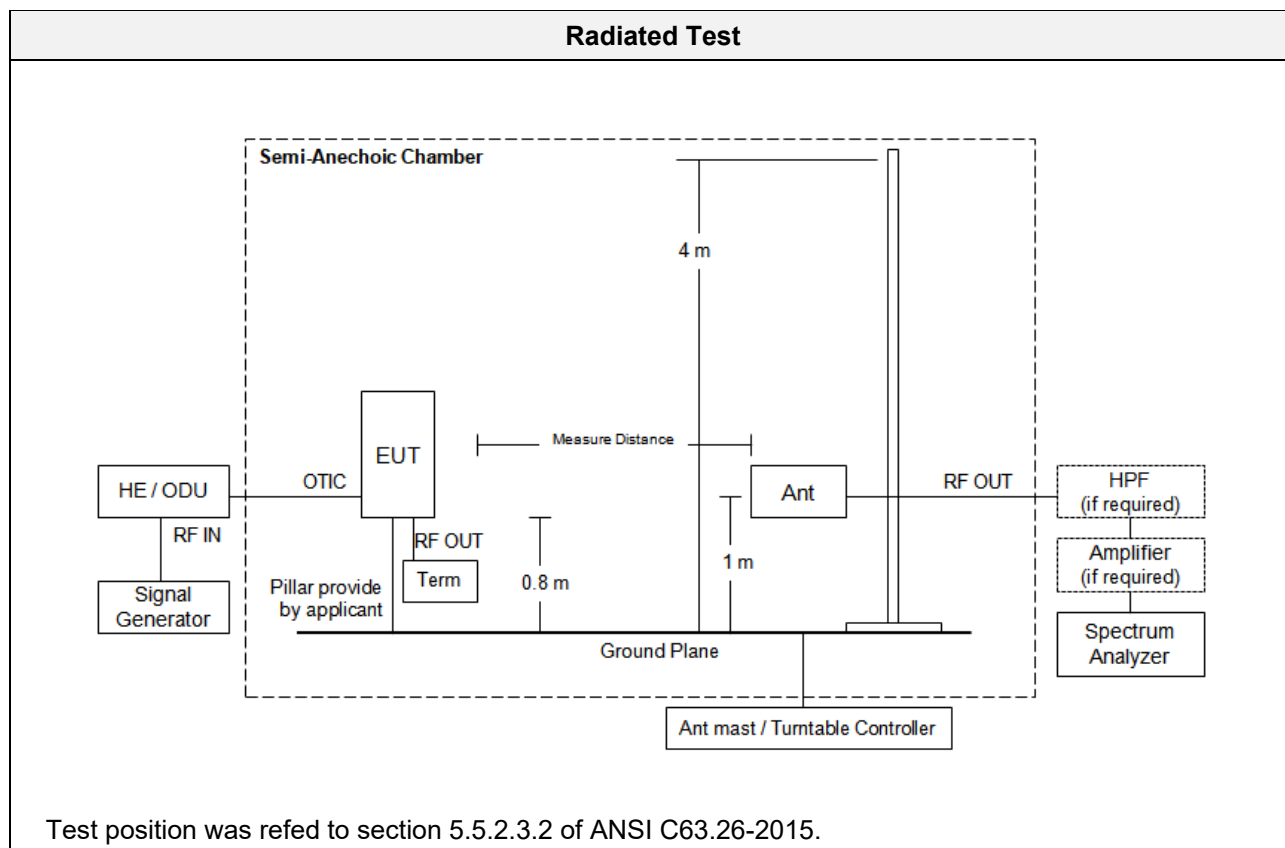 Radiated Test
Semi-Anechoic Chamber
4 m
EUT
Measure Distance
HE / ODU
OTIC
Ant
RF OUT
HPF
(if required)
RF IN
RF OUT
Term
0.8 m
1 m
Amplifier
(if required)
Signal
Generator
Pillar provide
by applicant
Spectrum
Analyzer
Ground Plane
Ant mast / Turntable Controller
Test position was refed to section 5.5.2.3.2 of ANSI C63.26-2015.